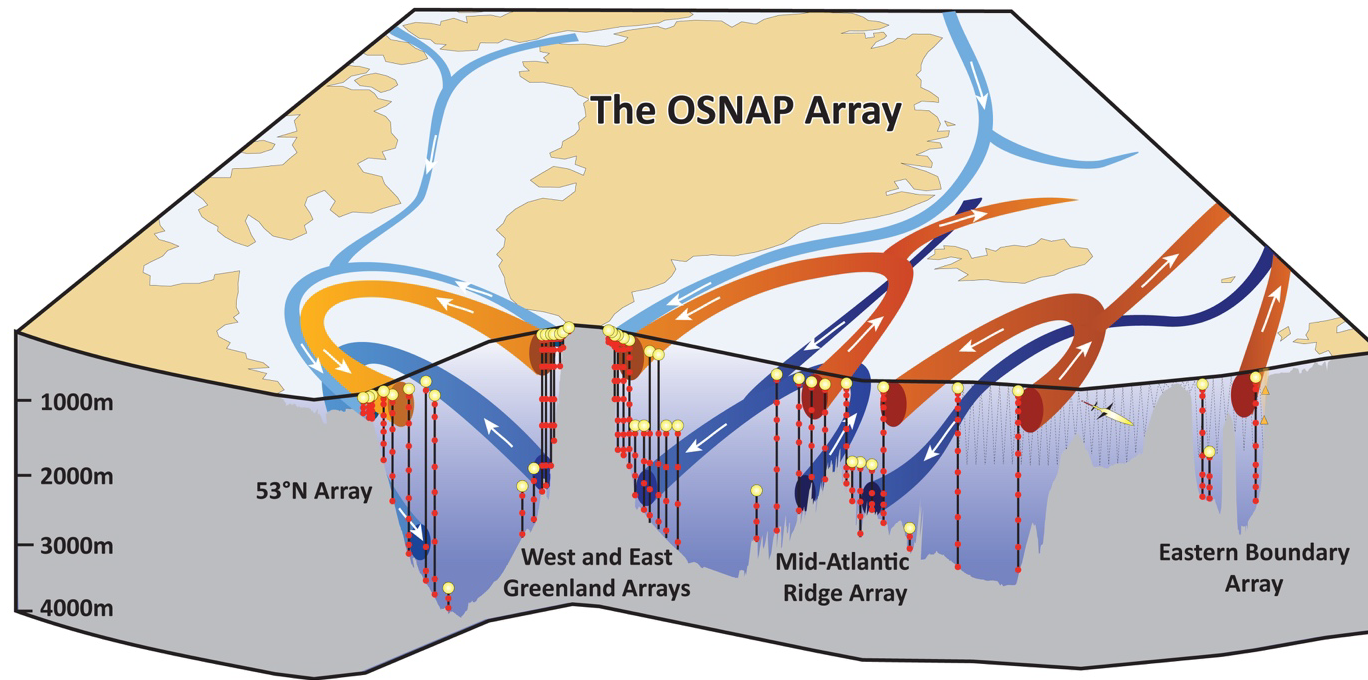 The OSNAP Array
1000m
2000m
53°N Array
3000m
4000m
West and East
Greenland Arrays
Mid-Atlantic
Ridge Array
Eastern Boundary
Array